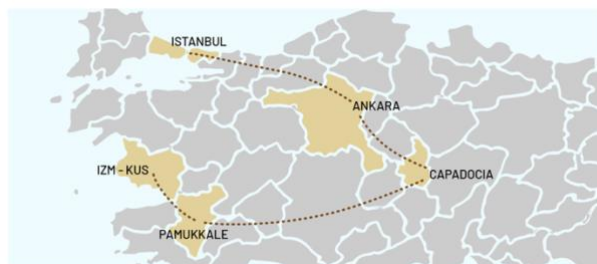 ISTANBUL
ANKARA
IZM - KUS
CAPADOCIA
PAMUKKALE